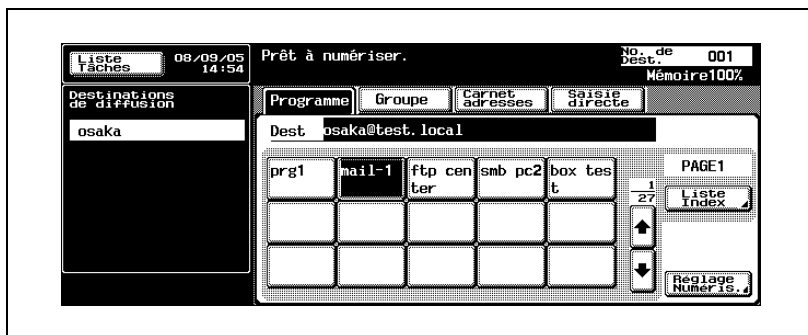 Liste Tâches
08/09/05 14:54
Prêt à numériser.
No. de Dest. 001
Mémoire100%
Destinations de diffusion
osaka
Programme
Groupe
Carnet adresses
Saisie directe
Dest osaka@test.local
prg1
mail-1
ftp center
smb pc2
box test
1
27
PAGE1
Liste Index
Réglage Numéris.